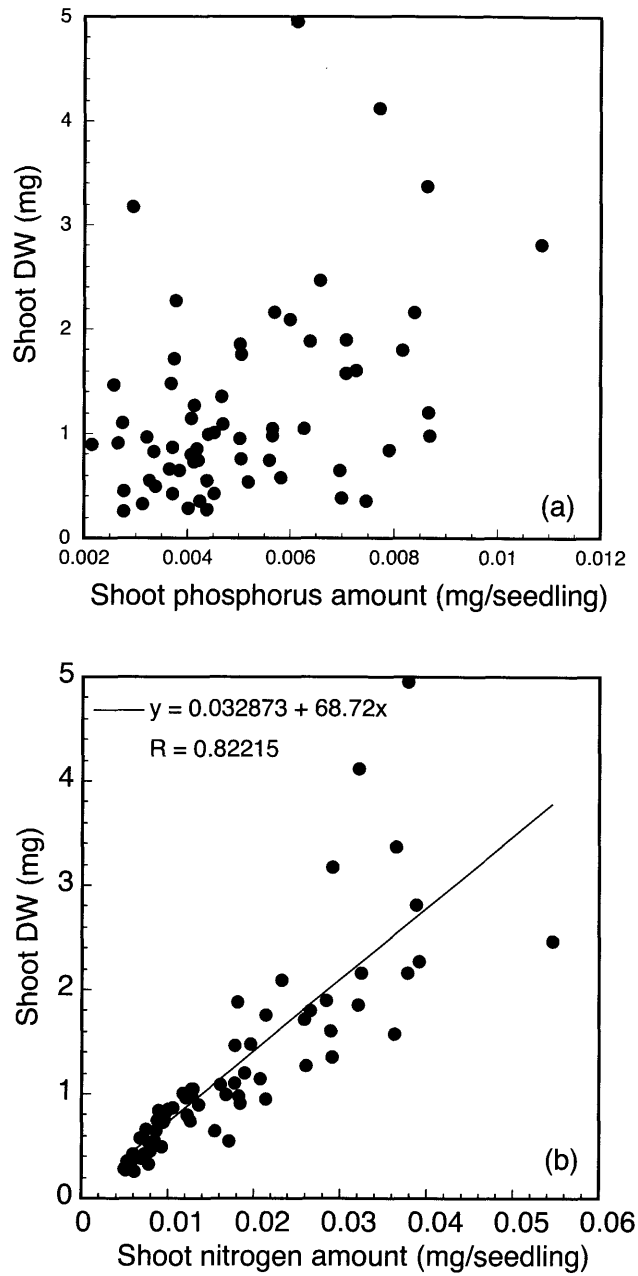 5
4
3
2
1
0
Shoot DW (mg)
(a)
0.002 0.004 0.006 0.008 0.01 0.012
Shoot phosphorus amount (mg/seedling)
5
4
3
2
1
0
Shoot DW (mg)
y = 0.032873 + 68.72x
R = 0.82215
(b)
0 0.01 0.02 0.03 0.04 0.05 0.06
Shoot nitrogen amount (mg/seedling)